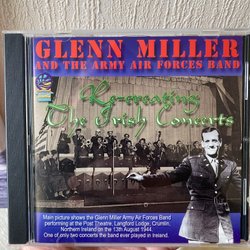 GLENN MILLER
AND THE ARMY AIR FORCES BAND
Re-creating
The Irish Concerts
Main picture shows the Glenn Miller Army Air Forces Band
performing at the Post Theatre, Langford Lodge, Crumlin,
Northern Ireland on the 13th August 1944.
One of only two concerts the band ever played in Ireland.